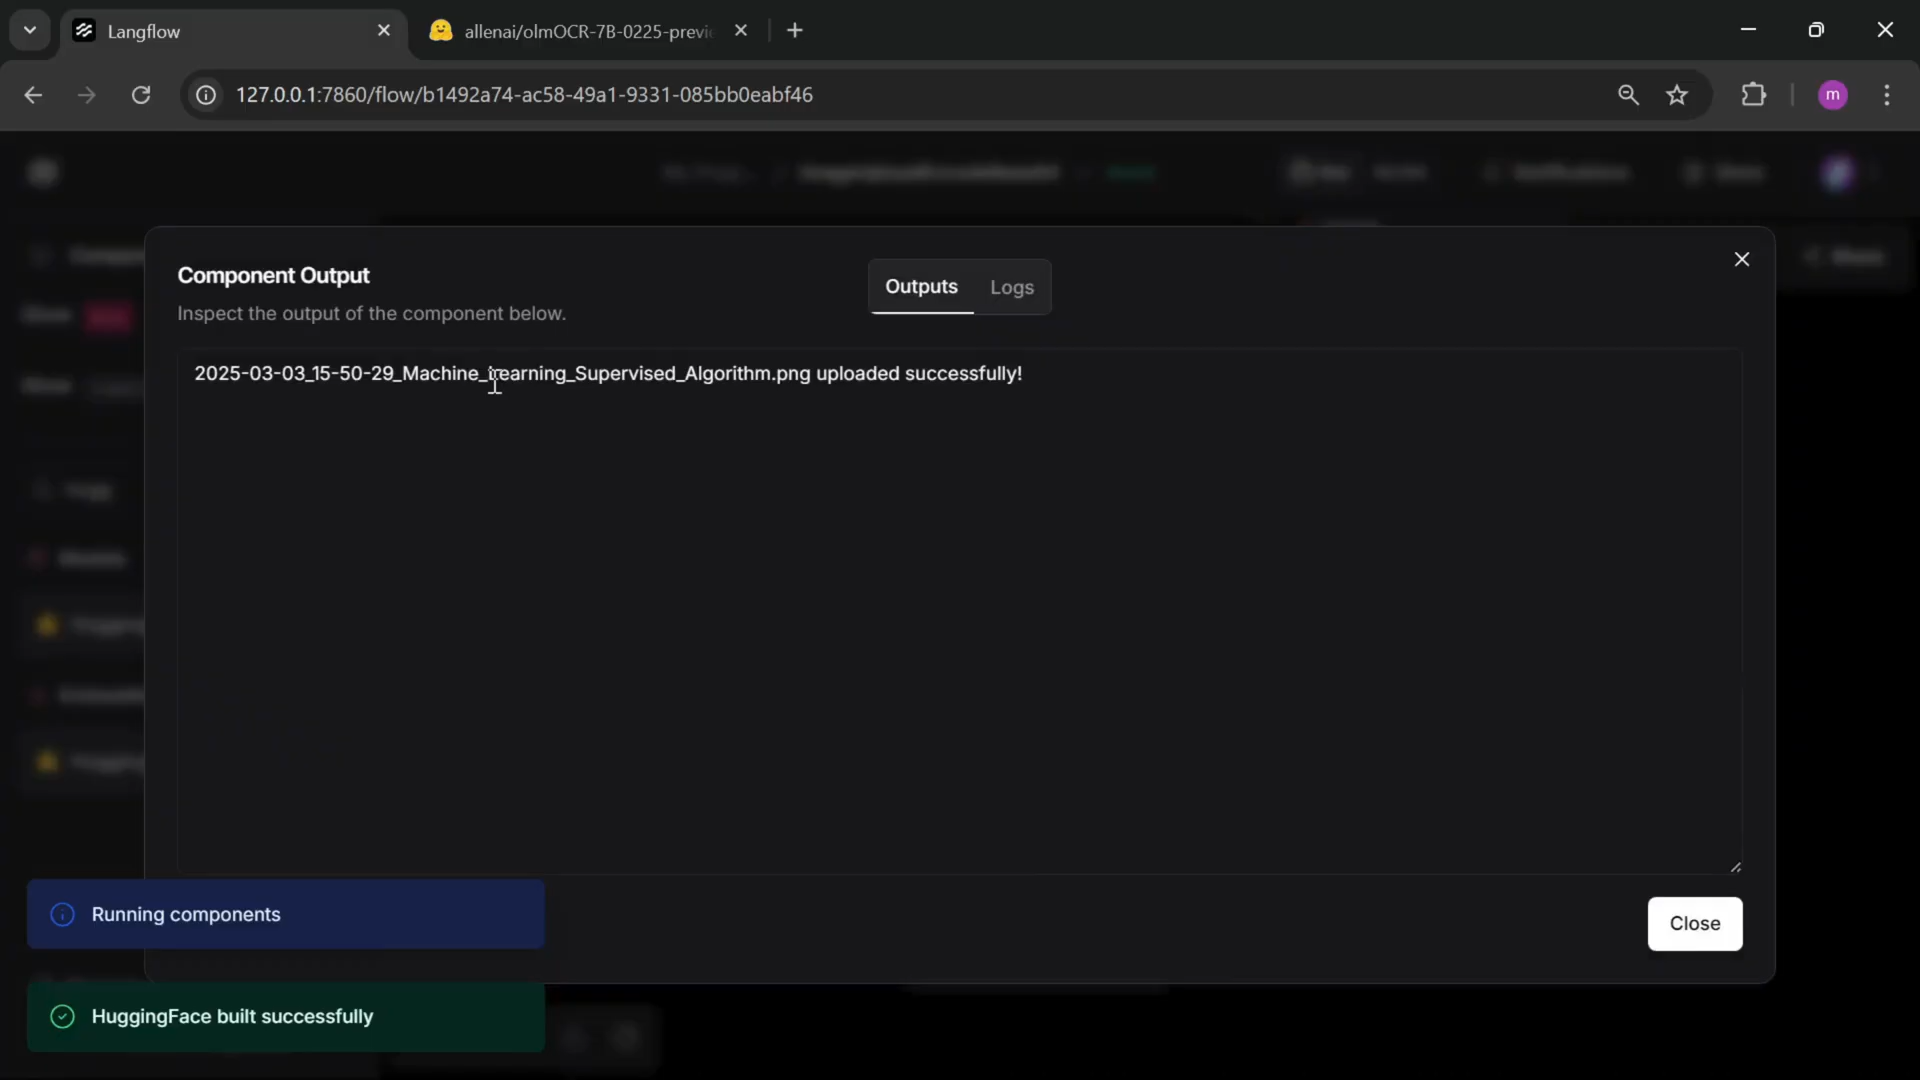 Langflow
allenai/olmOCR-7B-0225-previ
127.0.0.1:7860/flow/b1492a74-ac58-49a1-9331-085bb0eabf46
m
Component Output
Inspect the output of the component below.
Outputs
Logs
2025-03-03_15-50-29_Machine_Learning_Supervised_Algorithm.png uploaded successfully!
Running components
Close
HuggingFace built successfully